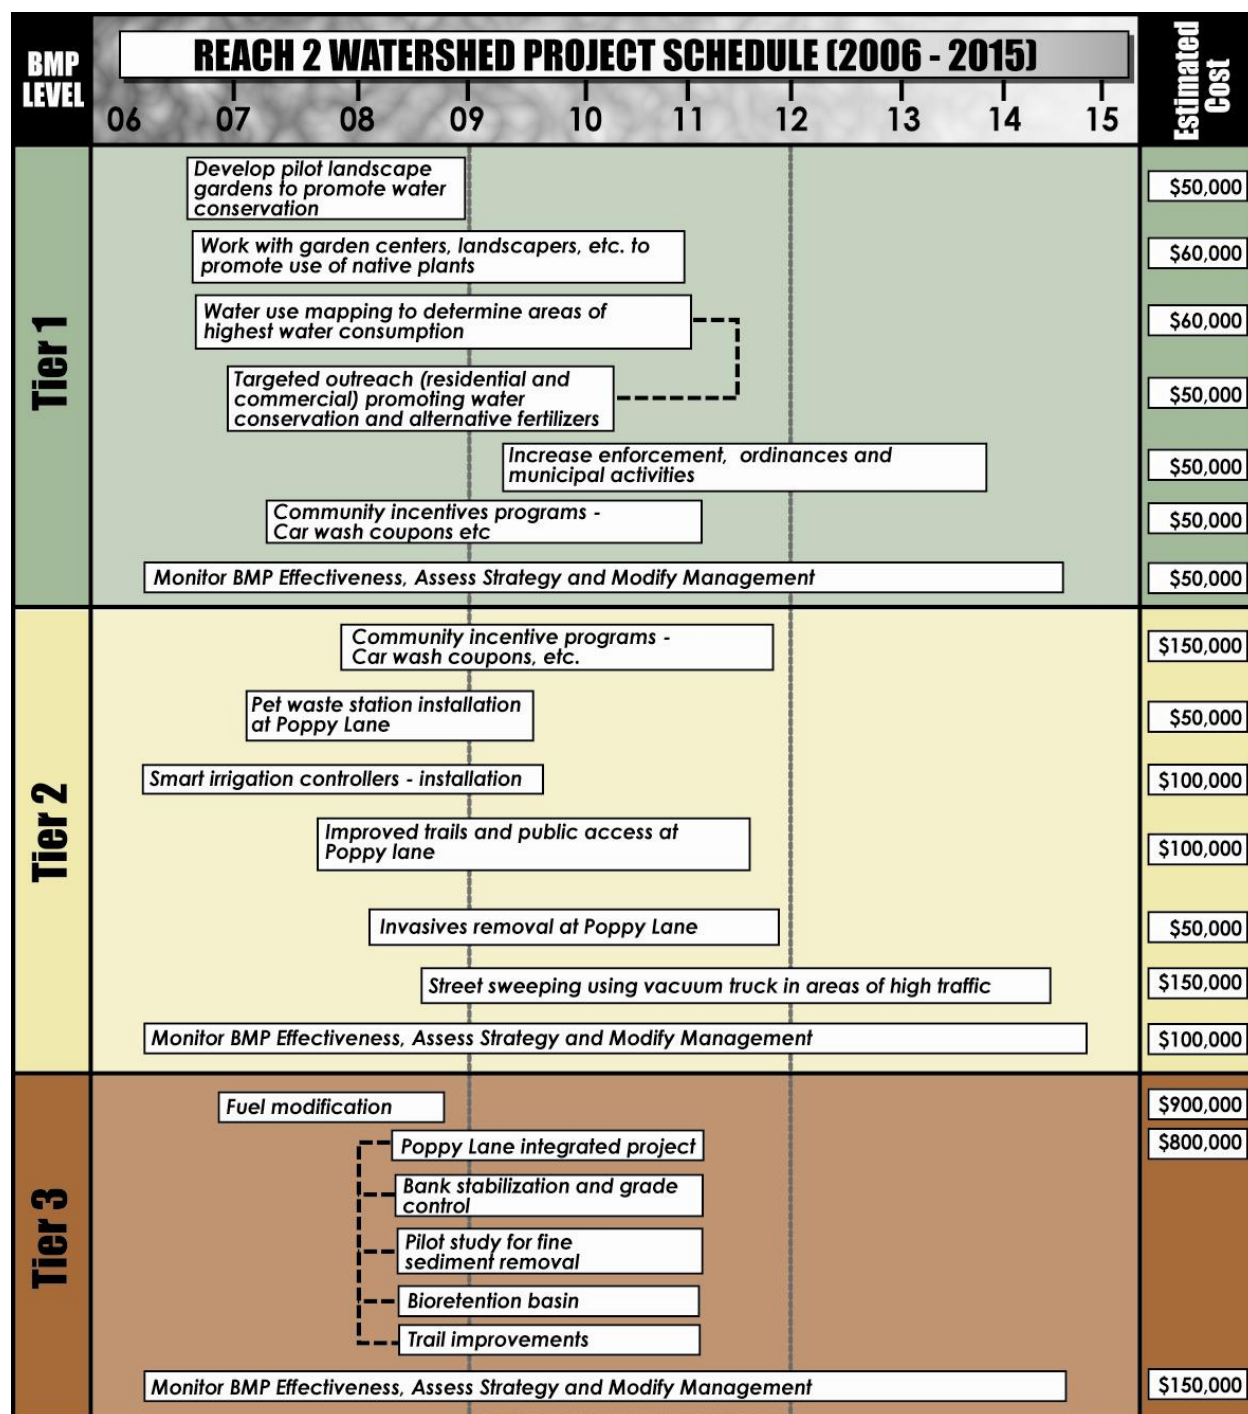 BMP
LEVEL
REACH 2 WATERSHED PROJECT SCHEDULE (2006 - 2015)
06 07 08 09 10 11 12 13 14 15
Estimated
Cost
Tier 1
Develop pilot landscape
gardens to promote water
conservation
$50,000
Work with garden centers, landscapers, etc. to
promote use of native plants
$60,000
Water use mapping to determine areas of
highest water consumption
$60,000
Targeted outreach (residential and
commercial) promoting water
conservation and alternative fertilizers
$50,000
Increase enforcement, ordinances and
municipal activities
$50,000
Community incentives programs -
Car wash coupons etc
$50,000
Monitor BMP Effectiveness, Assess Strategy and Modify Management
$50,000
Tier 2
Community incentive programs -
Car wash coupons, etc.
$150,000
Pet waste station installation
at Poppy Lane
$50,000
Smart irrigation controllers - installation
$100,000
Improved trails and public access at
Poppy lane
$100,000
Invasives removal at Poppy Lane
$50,000
Street sweeping using vacuum truck in areas of high traffic
$150,000
Monitor BMP Effectiveness, Assess Strategy and Modify Management
$100,000
Tier 3
Fuel modification
$900,000
Poppy Lane integrated project
$800,000
Bank stabilization and grade
control
Pilot study for fine
sediment removal
Bioretention basin
Trail improvements
Monitor BMP Effectiveness, Assess Strategy and Modify Management
$150,000